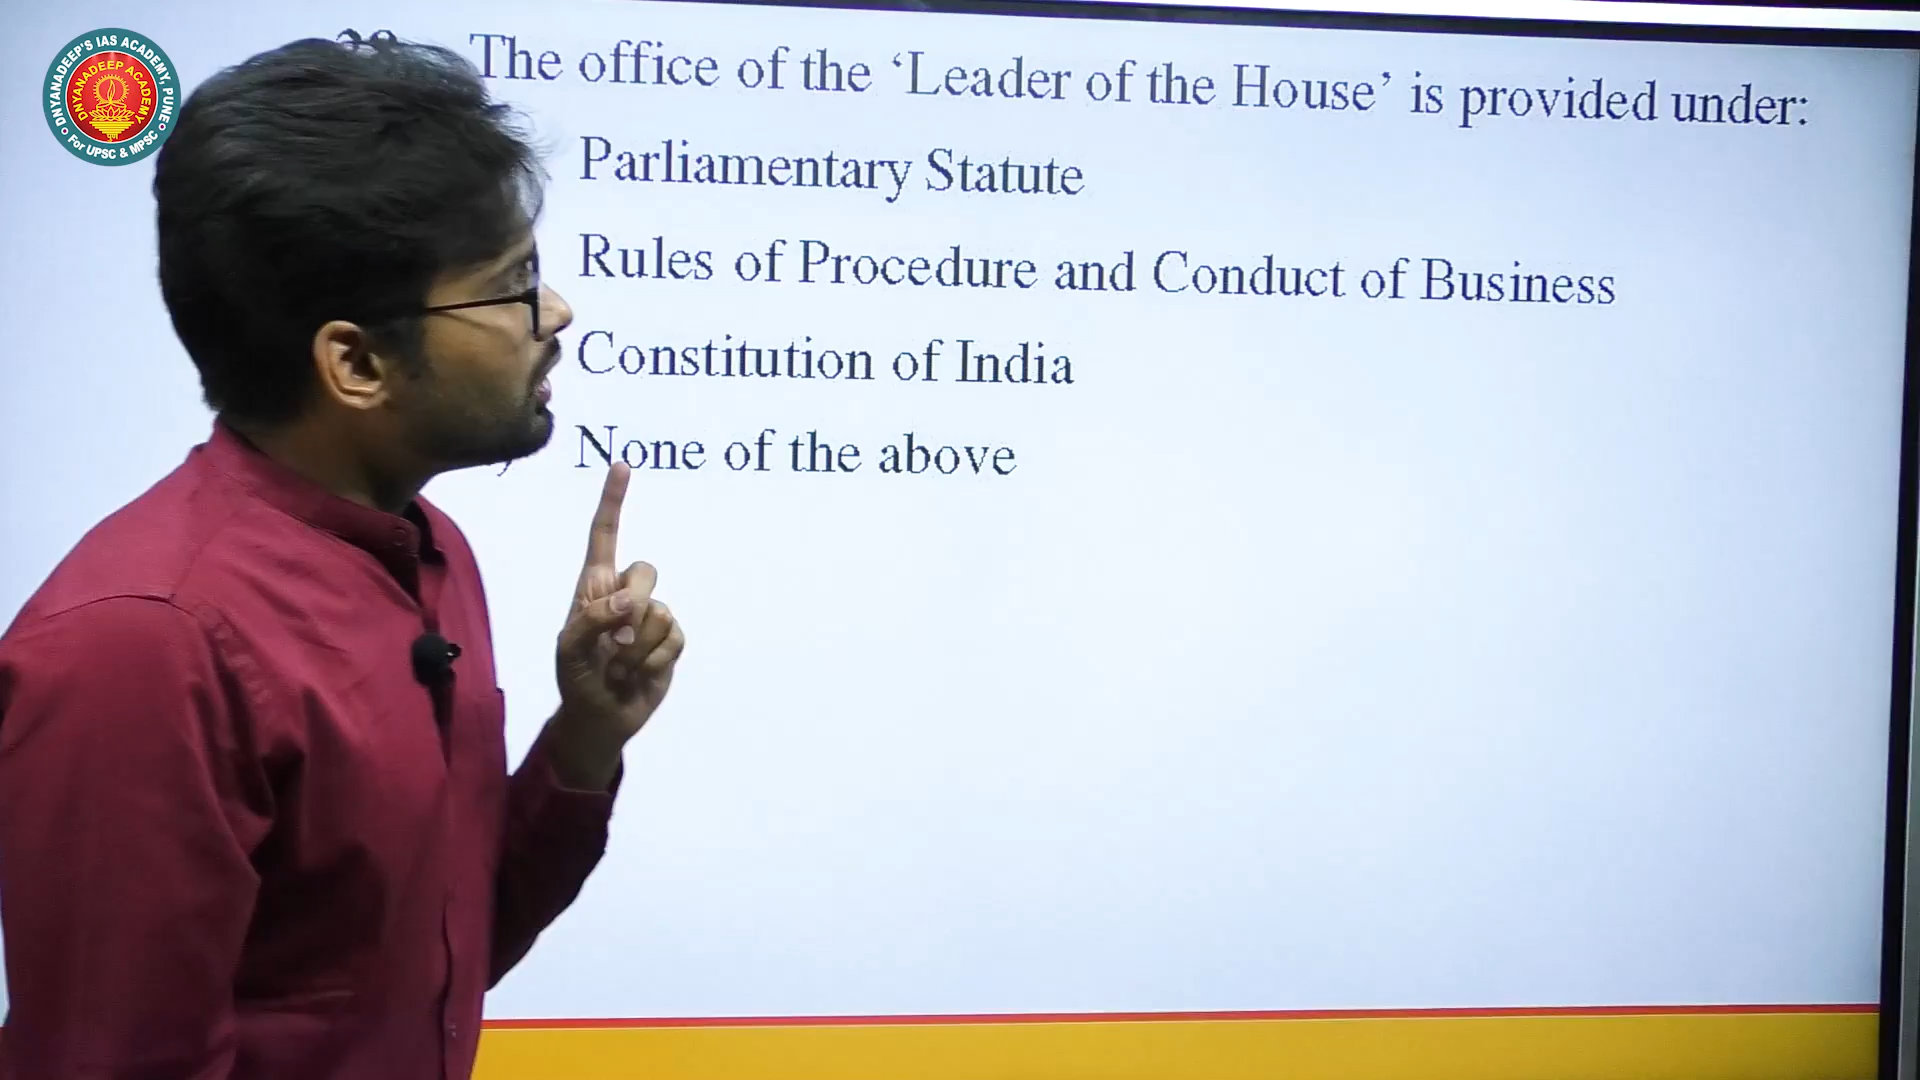 DNYANADEEP'S IAS ACADEMY, PUNE
DNYANADEEP ACADEMY
पुणे
For UPSC & MPSC
The office of the ‘Leader of the House’ is provided under:
Parliamentary Statute
Rules of Procedure and Conduct of Business
Constitution of India
None of the above